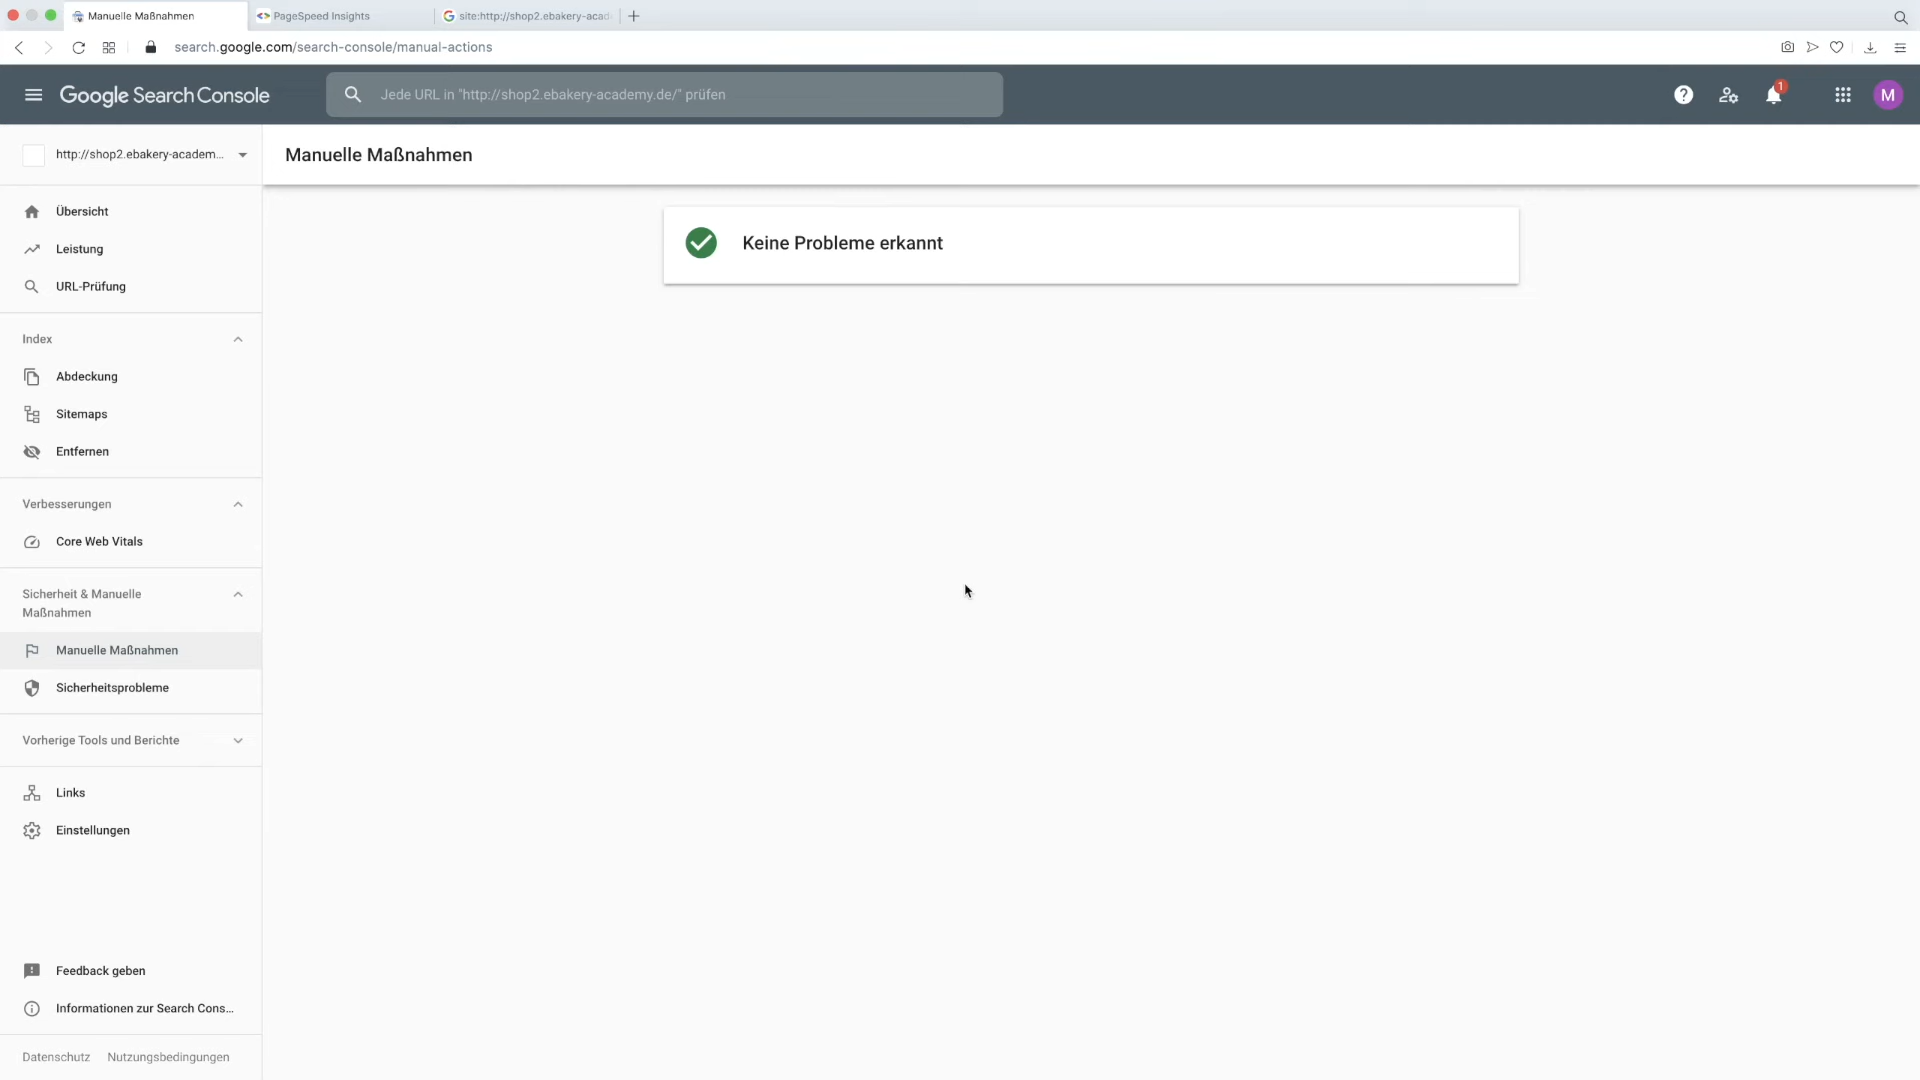 Manuelle Maßnahmen
PageSpeed Insights
site:http://shop2.ebakery-acad
search.google.com/search-console/manual-actions
Google Search Console
Jede URL in "http://shop2.ebakery-academy.de/" prüfen
1
M
http://shop2.ebakery-academ...
Manuelle Maßnahmen
Übersicht
Leistung
URL-Prüfung
Keine Probleme erkannt
Index
Abdeckung
Sitemaps
Entfernen
Verbesserungen
Core Web Vitals
Sicherheit & Manuelle
Maßnahmen
Manuelle Maßnahmen
Sicherheitsprobleme
Vorherige Tools und Berichte
Links
Einstellungen
Feedback geben
Informationen zur Search Cons...
Datenschutz Nutzungsbedingungen